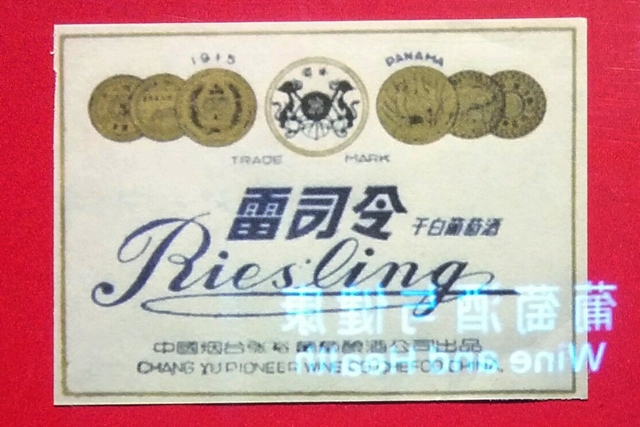 1915
PANAMA
TRADE MARK
雷司令
干白葡萄酒
Riesling
葡萄酒与健康
中國烟台张裕葡萄釀酒公司出品
Wine and Health
CHANG YU PIONEER WINE CO. CHEFOO CHINA.